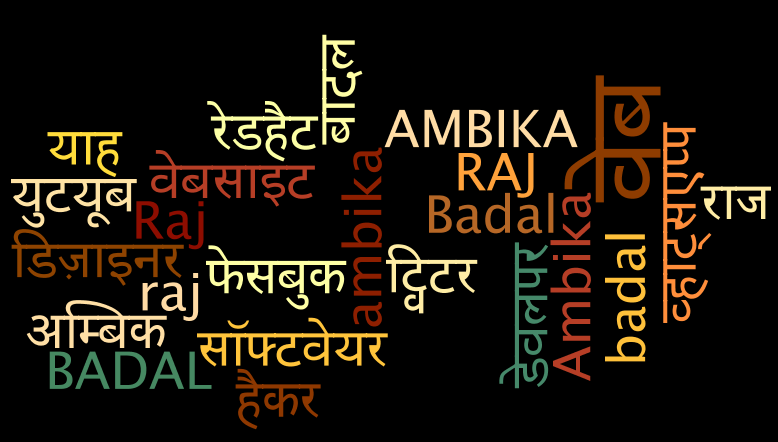 बादल
रेडहैट
AMBIKA
वेब
याह
वेबसाइट
ambika
RAJ
व्हाट्सएप्प
युटयूब
Raj
Badal
राज
डिज़ाइनर
फेसबुक
ट्विटर
डेवलपर
Ambika
badal
raj
अम्बिक
सॉफ्टवेयर
BADAL
हैकर